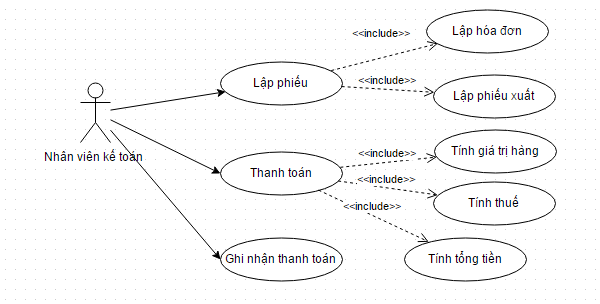 Lập hóa đơn
<<include>>
Lập phiếu
<<include>>
Lập phiếu xuất
Nhân viên kế toán
Thanh toán
<<include>>
Tính giá trị hàng
<<include>>
Tính thuế
<<include>>
Ghi nhận thanh toán
Tính tổng tiền